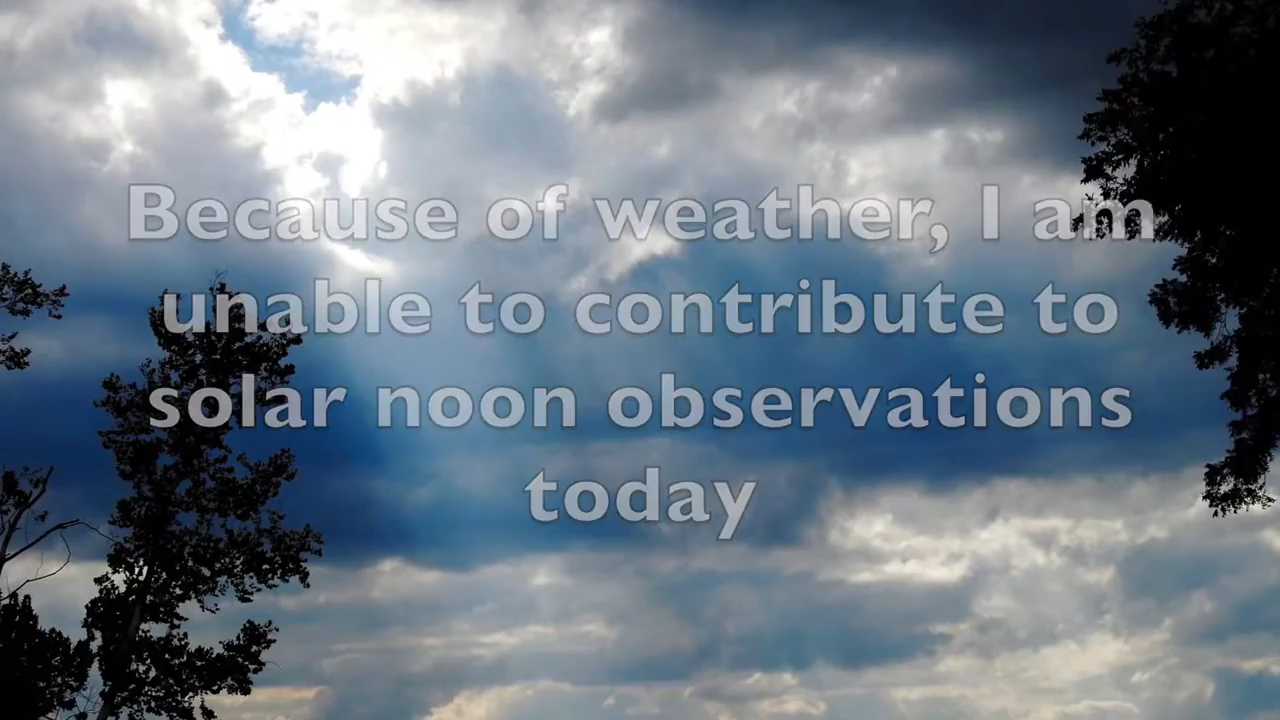 Because of weather, I am
unable to contribute to
solar noon observations
today